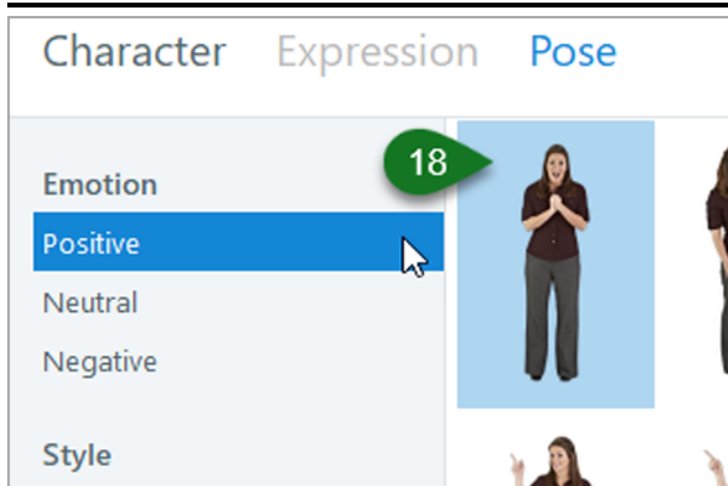 Character Expression Pose
18
Emotion
Positive
Neutral
Negative
Style